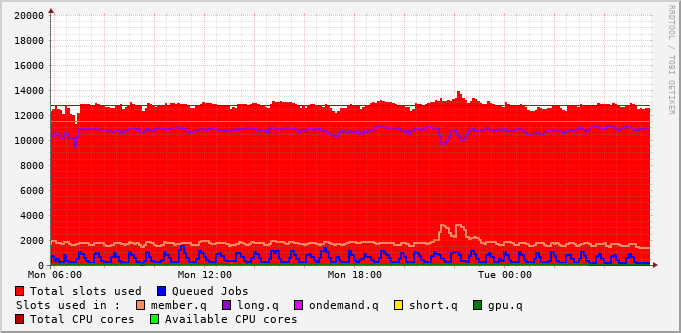 RRDTOOL / TOBI OETIKER
20000
18000
16000
14000
12000
10000
8000
6000
4000
2000
0
Mon 06:00 Mon 12:00 Mon 18:00 Tue 00:00
Total slots used Queued Jobs
Slots used in : member.q long.q ondemand.q short.q gpu.q
Total CPU cores Available CPU cores